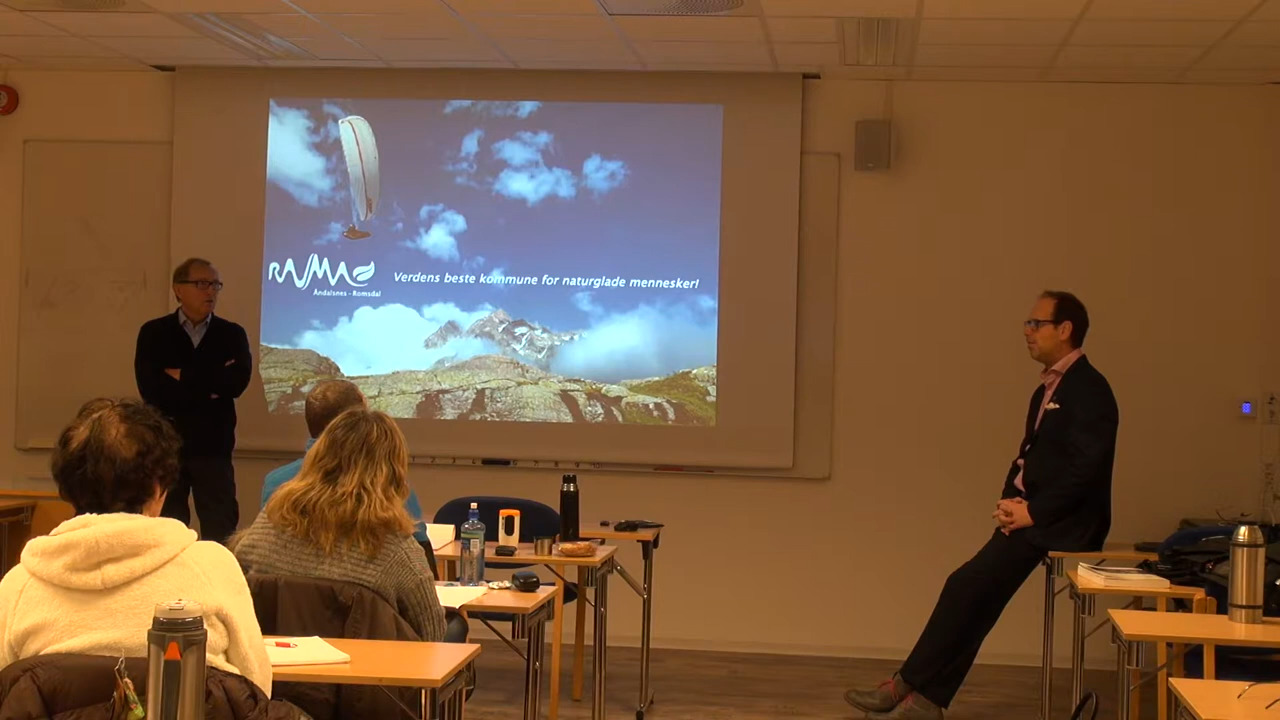 RAUMA
Verdens beste kommune for naturglade mennesker!
Åndalsnes - Romsdal